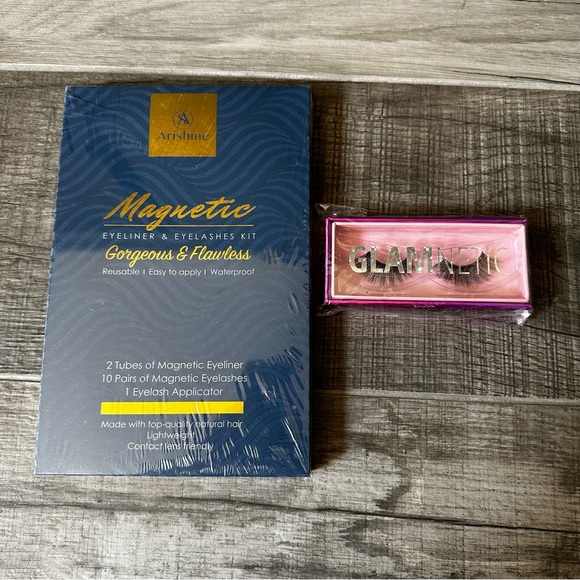 Arishine
Magnetic
EYELINER & EYELASHES KIT
Gorgeous & Flawless
Reusable I Easy to apply I Waterproof
2 Tubes of Magnetic Eyeliner
10 Pairs of Magnetic Eyelashes
1 Eyelash Applicator
Made with top-quality natural hair
Lightweight
Contact lens friendly
GLAMNETIC